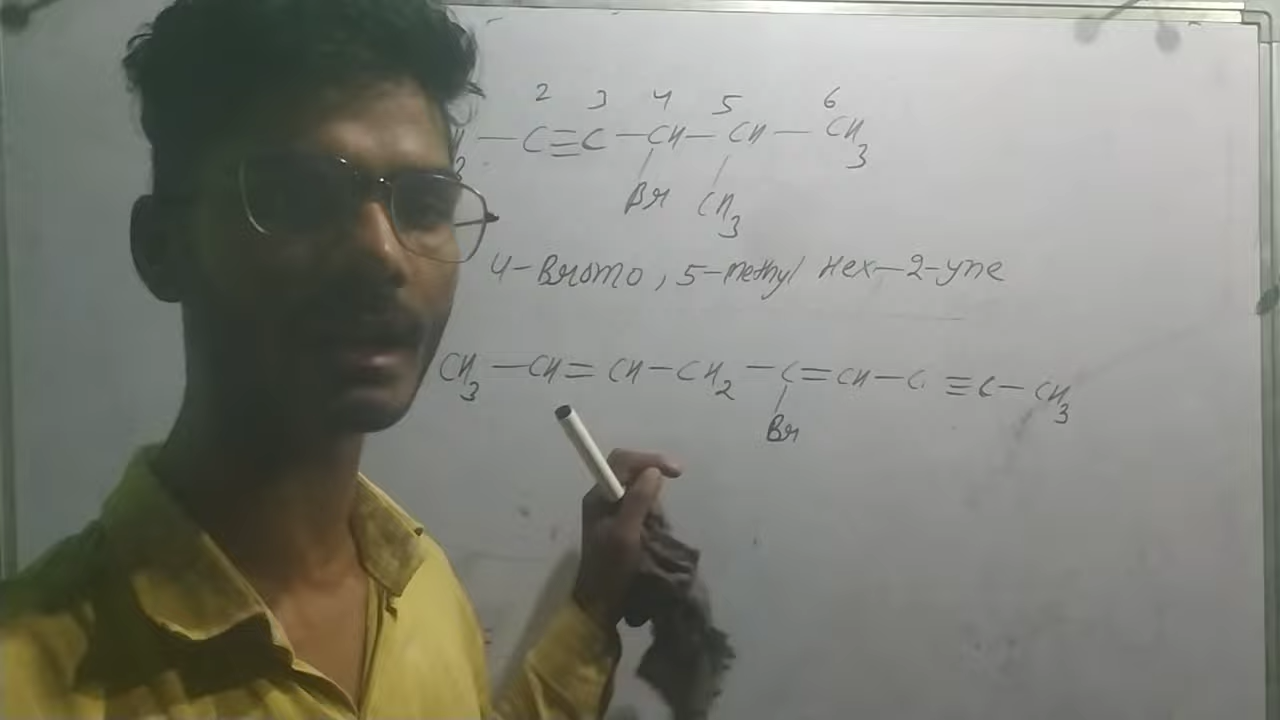 2 3 4 5 6
— C ≡ C — CH — CH — CH3
Br CH3
4-Bromo, 5-methyl Hex-2-yne
CH3 — CH = CH — CH2 — C = CH — C ≡ C — CH3
Br